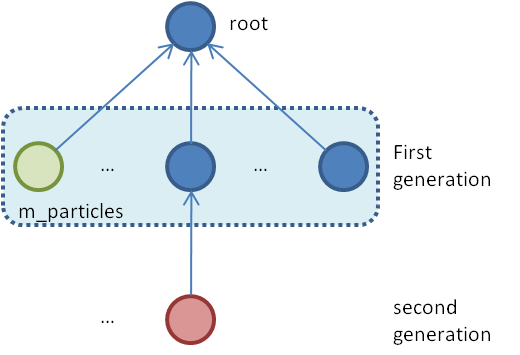 root
... ...
First
generation
m_particles
...
second
generation